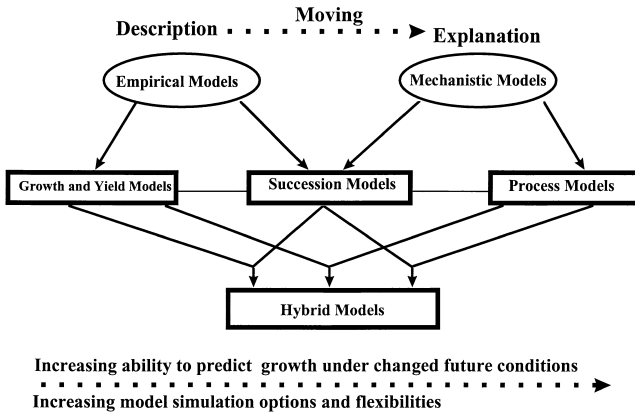 Moving
Description
Explanation
Empirical Models
Mechanistic Models
Growth and Yield Models
Succession Models
Process Models
Hybrid Models
Increasing ability to predict growth under changed future conditions
Increasing model simulation options and flexibilities